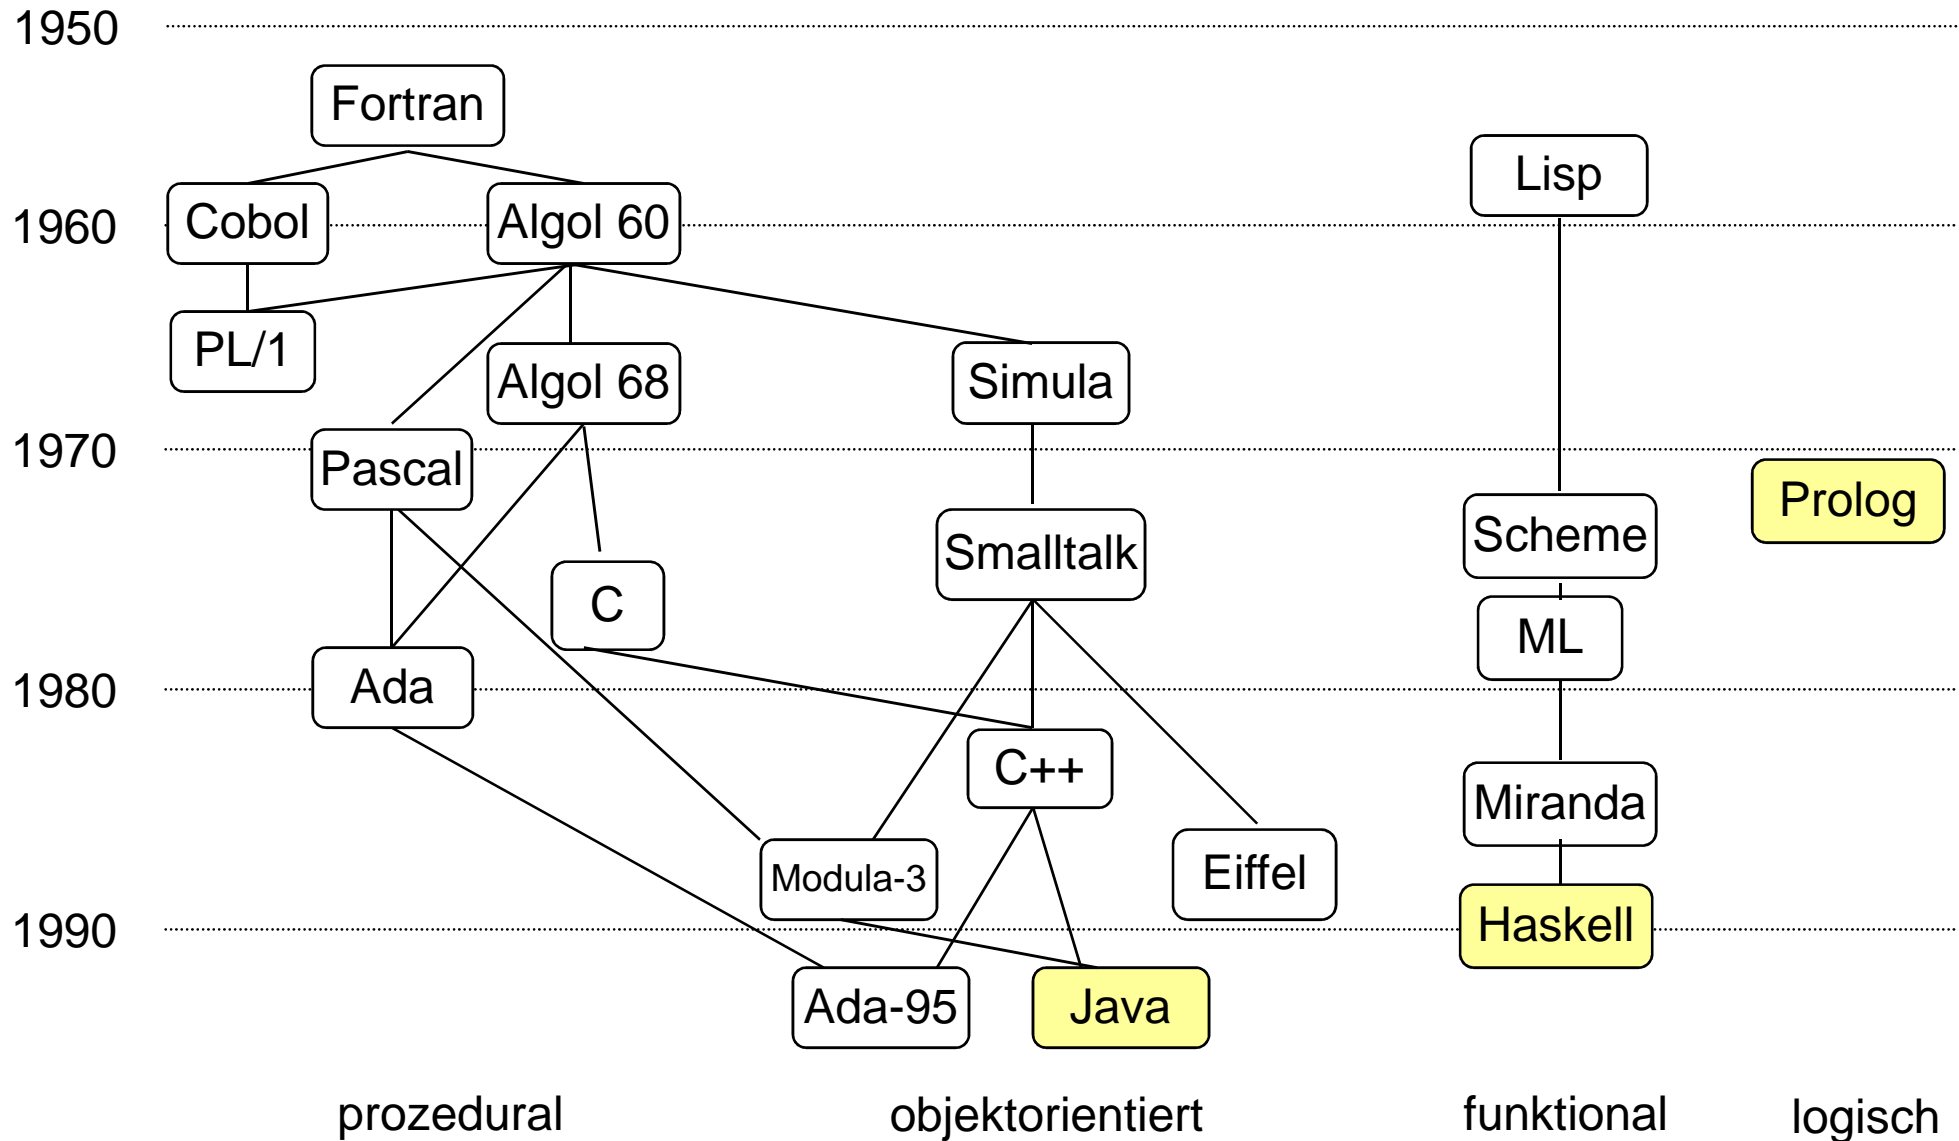 1950
Fortran
Lisp
1960
Cobol
Algol 60
PL/1
Algol 68
Simula
1970
Pascal
Prolog
Scheme
Smalltalk
C
ML
1980
Ada
C++
Miranda
Modula-3
Eiffel
1990
Haskell
Ada-95
Java
prozedural
objektorientiert
funktional
logisch